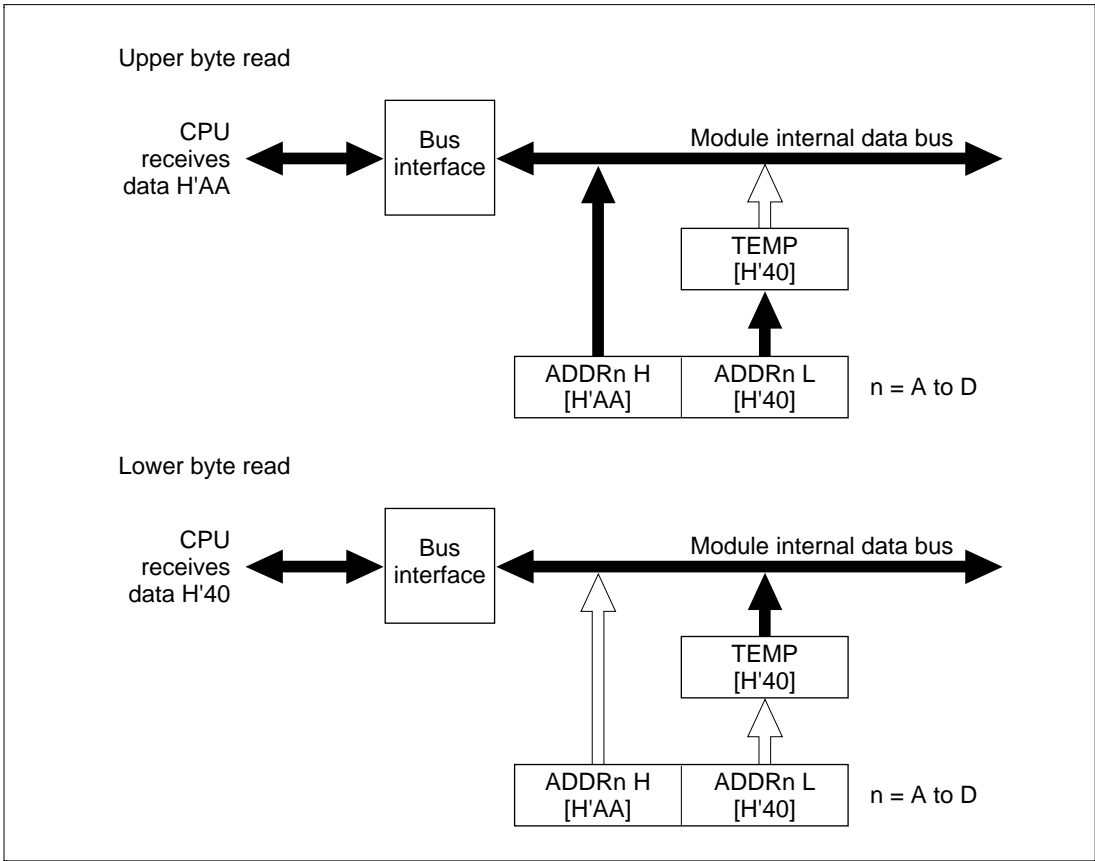 Upper byte read
CPU
receives
data H'AA
Bus
interface
Module internal data bus
TEMP
[H'40]
ADDRn H
[H'AA]
ADDRn L
[H'40]
n = A to D
Lower byte read
CPU
receives
data H'40
Bus
interface
Module internal data bus
TEMP
[H'40]
ADDRn H
[H'AA]
ADDRn L
[H'40]
n = A to D